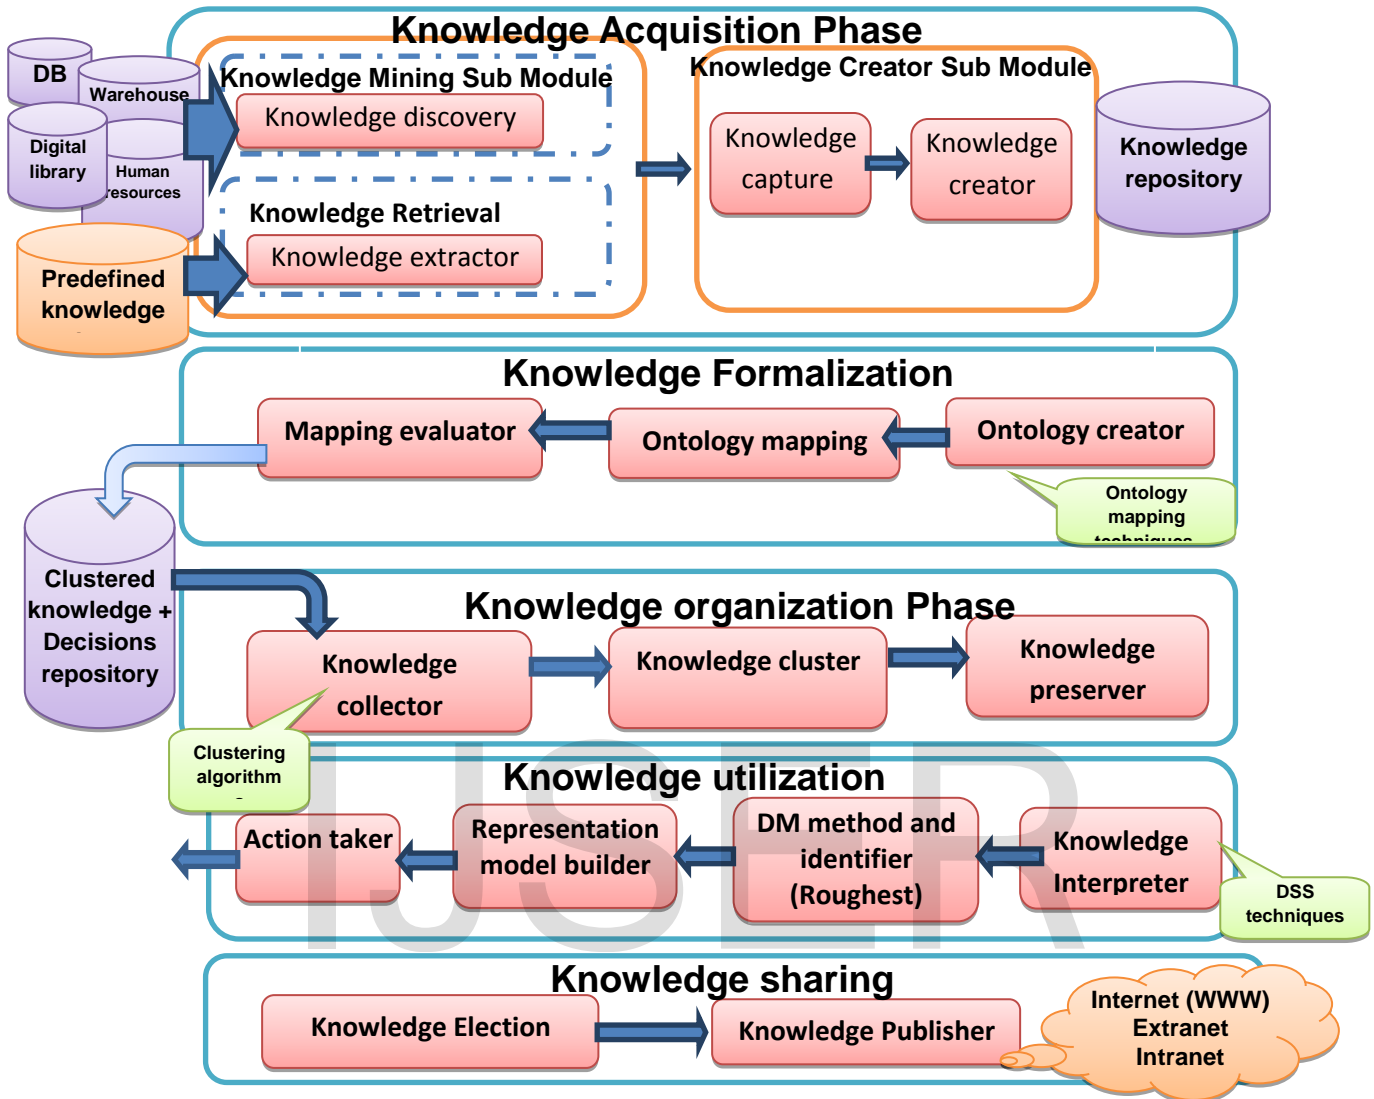 Knowledge Acquisition Phase
DB
Warehouse
Digital
library
Human
resources
Predefined
knowledge
Knowledge Mining Sub Module
Knowledge discovery
Knowledge Retrieval
Knowledge extractor
Knowledge Creator Sub Module
Knowledge
capture
Knowledge
creator
Knowledge
repository
Knowledge Formalization
Mapping evaluator
Ontology mapping
Ontology creator
Ontology
mapping
techniques
Clustered
knowledge +
Decisions
repository
Knowledge organization Phase
Knowledge
collector
Knowledge cluster
Knowledge
preserver
Clustering
algorithm
Knowledge utilization
Action taker
Representation
model builder
DM method and
identifier
(Roughest)
Knowledge
Interpreter
DSS
techniques
IJSER
Knowledge sharing
Knowledge Election
Knowledge Publisher
Internet (WWW)
Extranet
Intranet